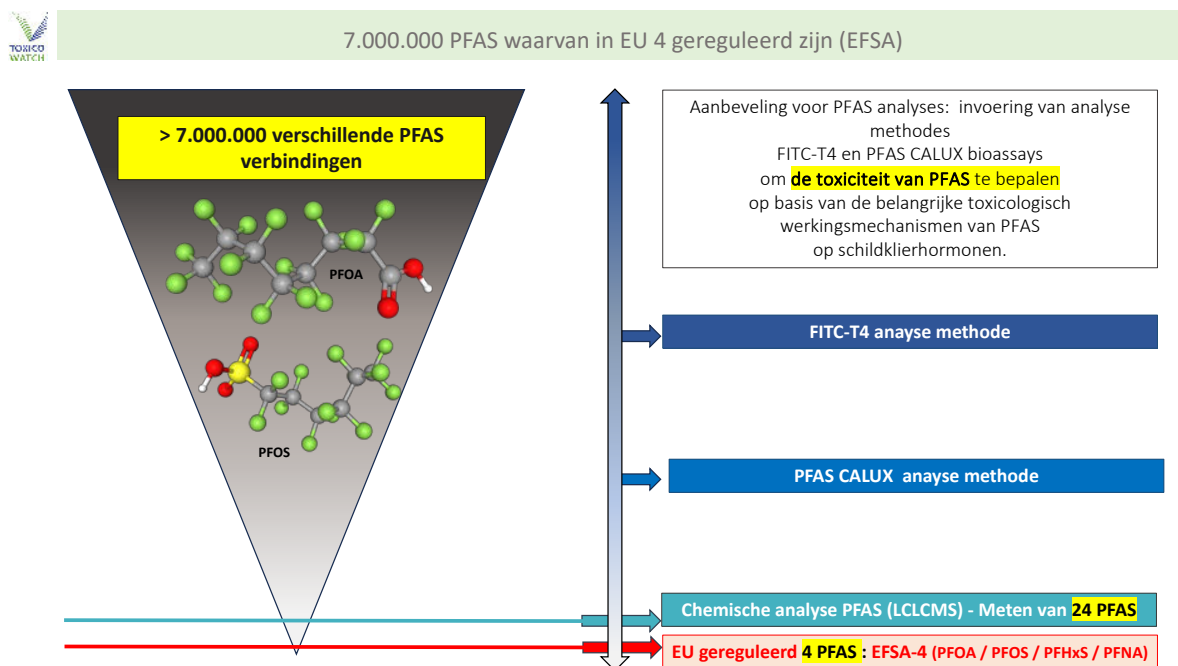 TOXICO
WATCH
7.000.000 PFAS waarvan in EU 4 gereguleerd zijn (EFSA)
> 7.000.000 verschillende PFAS
verbindingen
PFOA
PFOS
Aanbeveling voor PFAS analyses: invoering van analyse
methodes
FITC-T4 en PFAS CALUX bioassays
om de toxiciteit van PFAS te bepalen
op basis van de belangrijke toxicologisch
werkingsmechanismen van PFAS
op schildklierhormonen.
FITC-T4 anayse methode
PFAS CALUX anayse methode
Chemische analyse PFAS (LCLCMS) - Meten van 24 PFAS
EU gereguleerd 4 PFAS : EFSA-4 (PFOA / PFOS / PFHxS / PFNA)